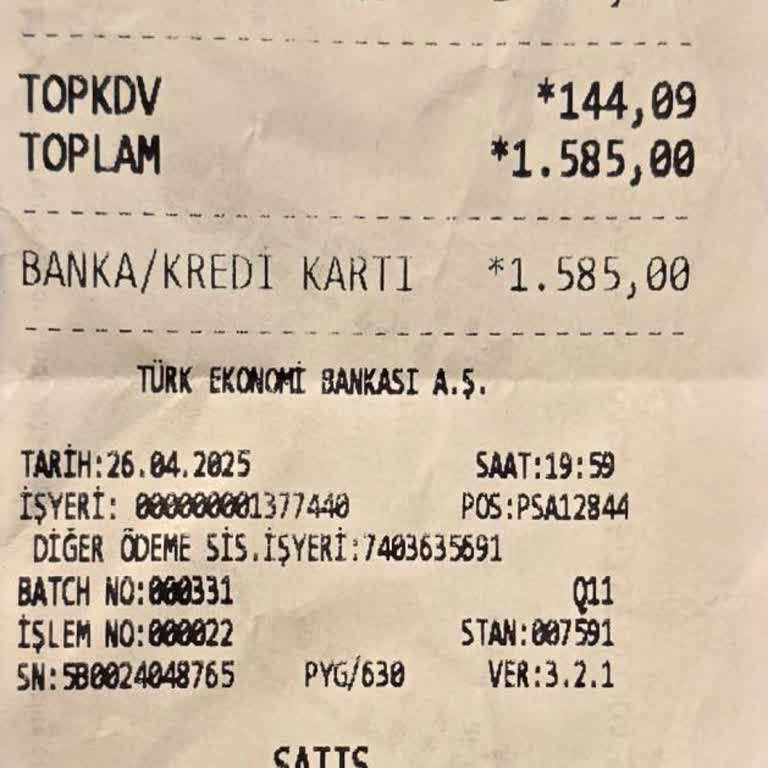 TOPKDV *144,09
TOPLAM *1.585,00
BANKA/KREDİ KARTI *1.585,00
TÜRK EKONOMİ BANKASI A.Ş.
TARİH:26.04.2025 SAAT:19:59
İŞYERİ: 000000001377440 POS:PSA12844
DİĞER ÖDEME SİS.İŞYERİ:7403635691
BATCH NO:000331 Q11
İŞLEM NO:000022 STAN:007591
SN:5B0024048765 PYG/630 VER:3.2.1
SATIS